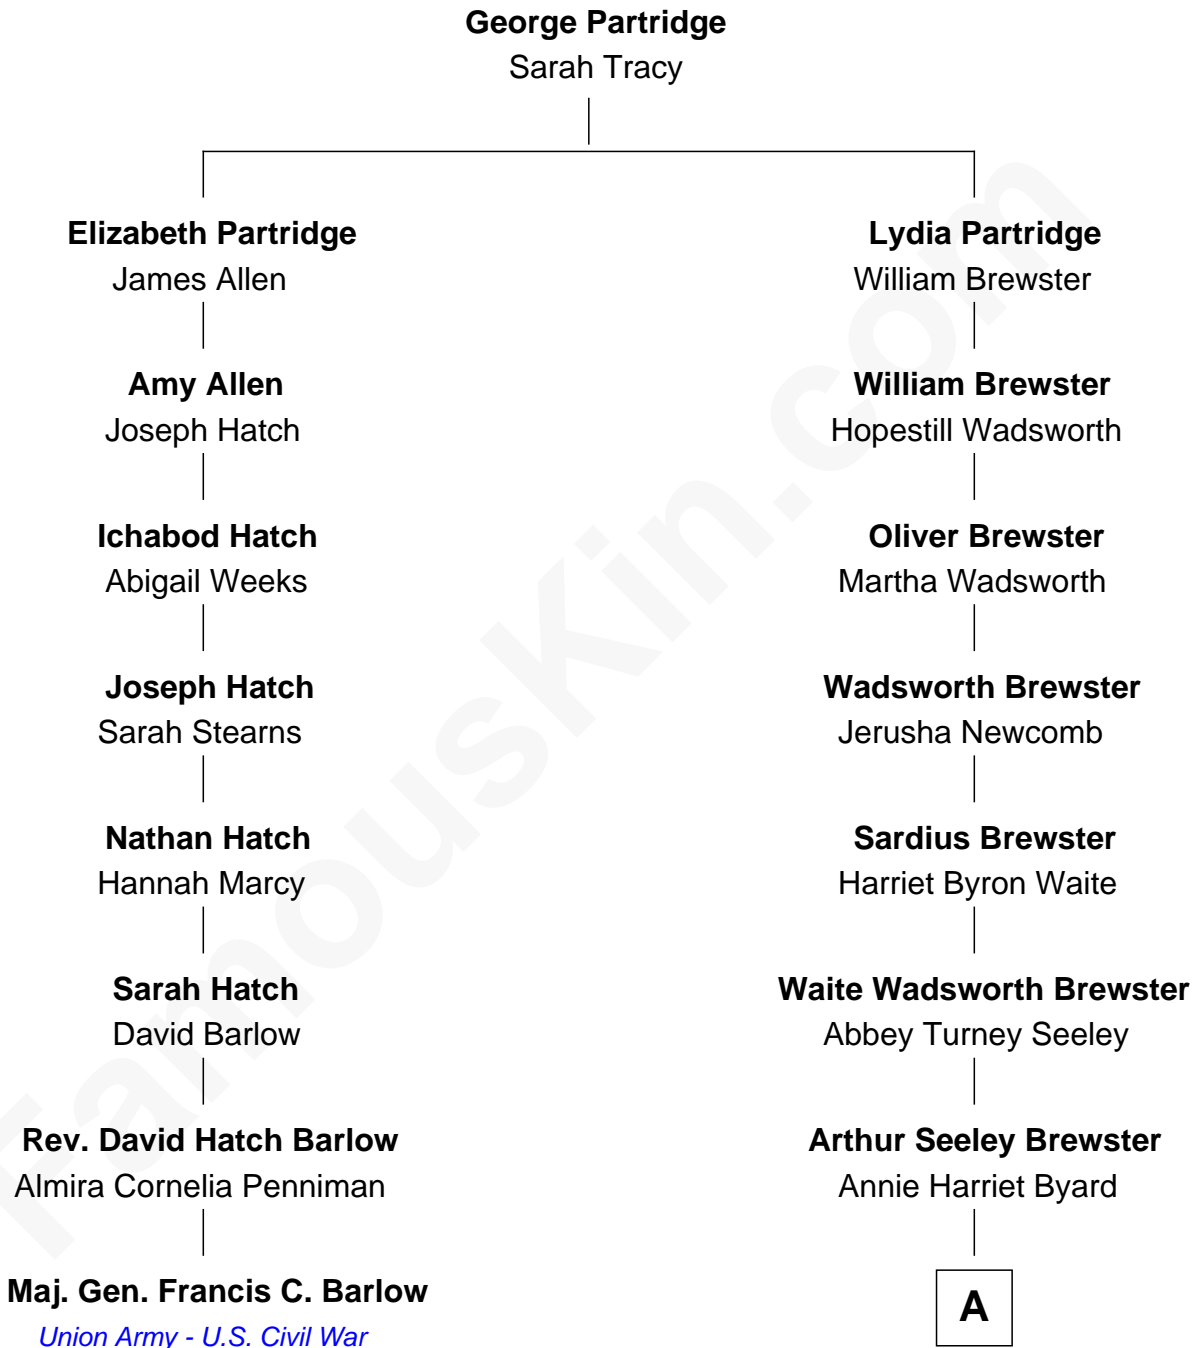 George Partridge
Sarah Tracy
Elizabeth Partridge
James Allen
Lydia Partridge
William Brewster
Amy Allen
Joseph Hatch
William Brewster
Hopestill Wadsworth
Ichabod Hatch
Abigail Weeks
Oliver Brewster
Martha Wadsworth
Joseph Hatch
Sarah Stearns
Wadsworth Brewster
Jerusha Newcomb
Nathan Hatch
Hannah Marcy
Sardius Brewster
Harriet Byron Waite
Sarah Hatch
David Barlow
Waite Wadsworth Brewster
Abbey Turney Seeley
Rev. David Hatch Barlow
Almira Cornelia Penniman
Arthur Seeley Brewster
Annie Harriet Byard
Maj. Gen. Francis C. Barlow
Union Army - U.S. Civil War
A
FamousKin.com